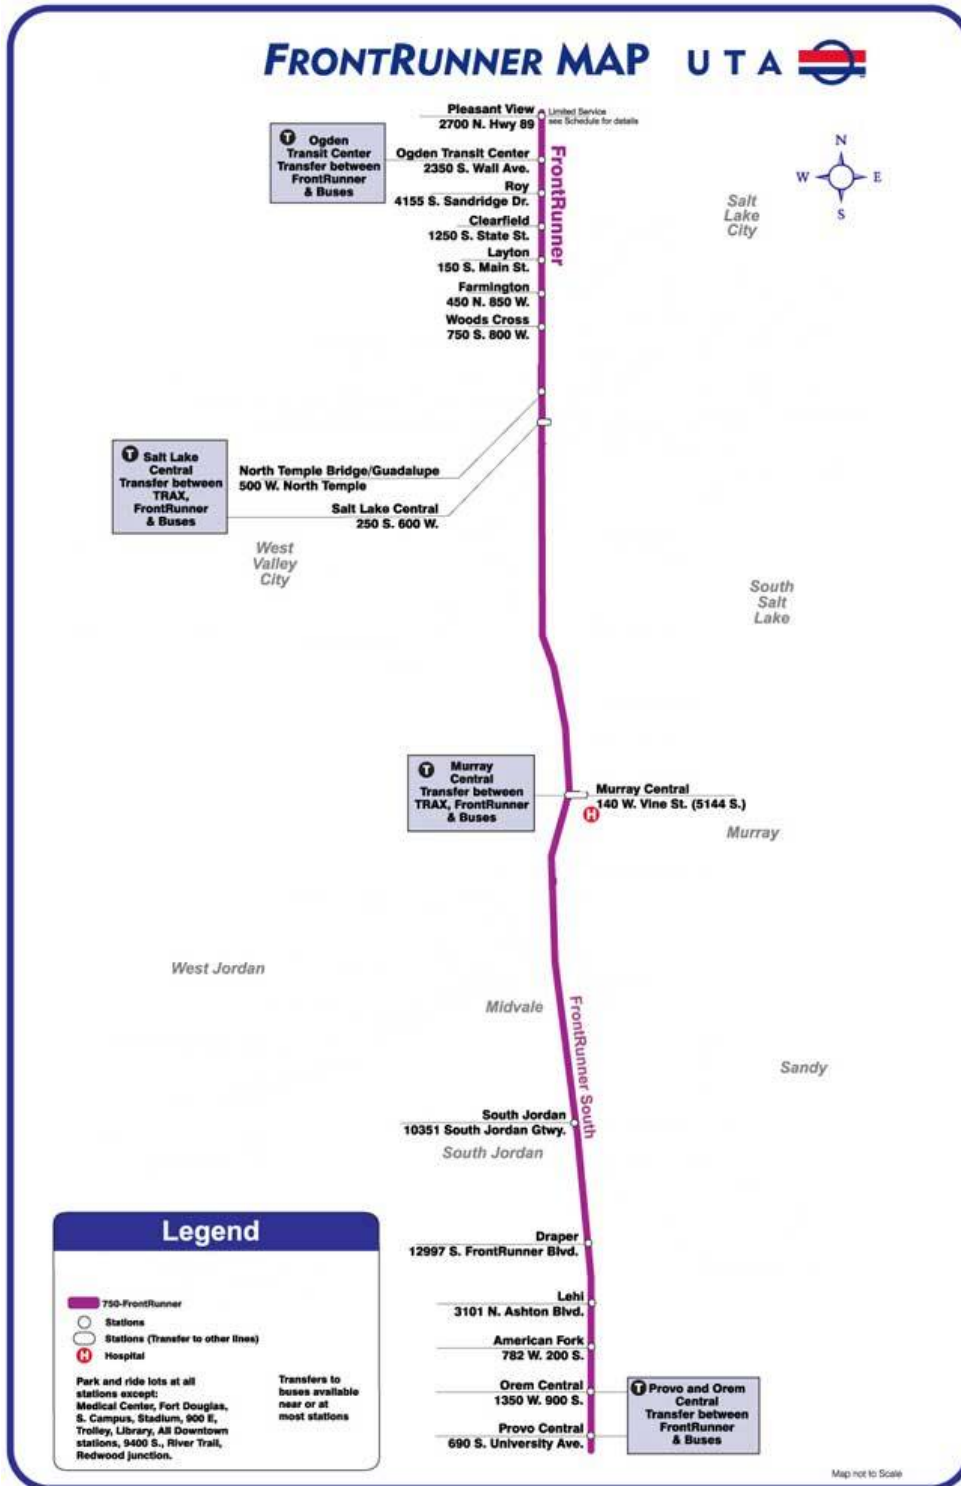 FRONTRUNNER MAP
UTA
Pleasant View
2700 N. Hwy 89
Limited Service
see Schedule for details
T Ogden
Transit Center
Transfer between
FrontRunner
& Buses
Ogden Transit Center
2350 S. Wall Ave.
Roy
4155 S. Sandridge Dr.
Clearfield
1250 S. State St.
Layton
150 S. Main St.
Farmington
450 N. 850 W.
Woods Cross
750 S. 800 W.
FrontRunner
N
W E
S
Salt
Lake
City
T Salt Lake
Central
Transfer between
TRAX,
FrontRunner
& Buses
North Temple Bridge/Guadalupe
500 W. North Temple
Salt Lake Central
250 S. 600 W.
West
Valley
City
South
Salt
Lake
T Murray
Central
Transfer between
TRAX, FrontRunner
& Buses
Murray Central
140 W. Vine St. (5144 S.)
H
Murray
West Jordan
Midvale
FrontRunner South
Sandy
South Jordan
10351 South Jordan Gtwy.
South Jordan
Draper
12997 S. FrontRunner Blvd.
Lehi
3101 N. Ashton Blvd.
American Fork
782 W. 200 S.
Orem Central
1350 W. 900 S.
Provo Central
690 S. University Ave.
T Provo and Orem
Central
Transfer between
FrontRunner
& Buses
Legend
750-FrontRunner
Stations
Stations (Transfer to other lines)
H Hospital
Park and ride lots at all
stations except:
Medical Center, Fort Douglas,
S. Campus, Stadium, 900 E,
Trolley, Library, All Downtown
stations, 9400 S., River Trail,
Redwood junction.
Transfers to
buses available
near or at
most stations
Map not to Scale